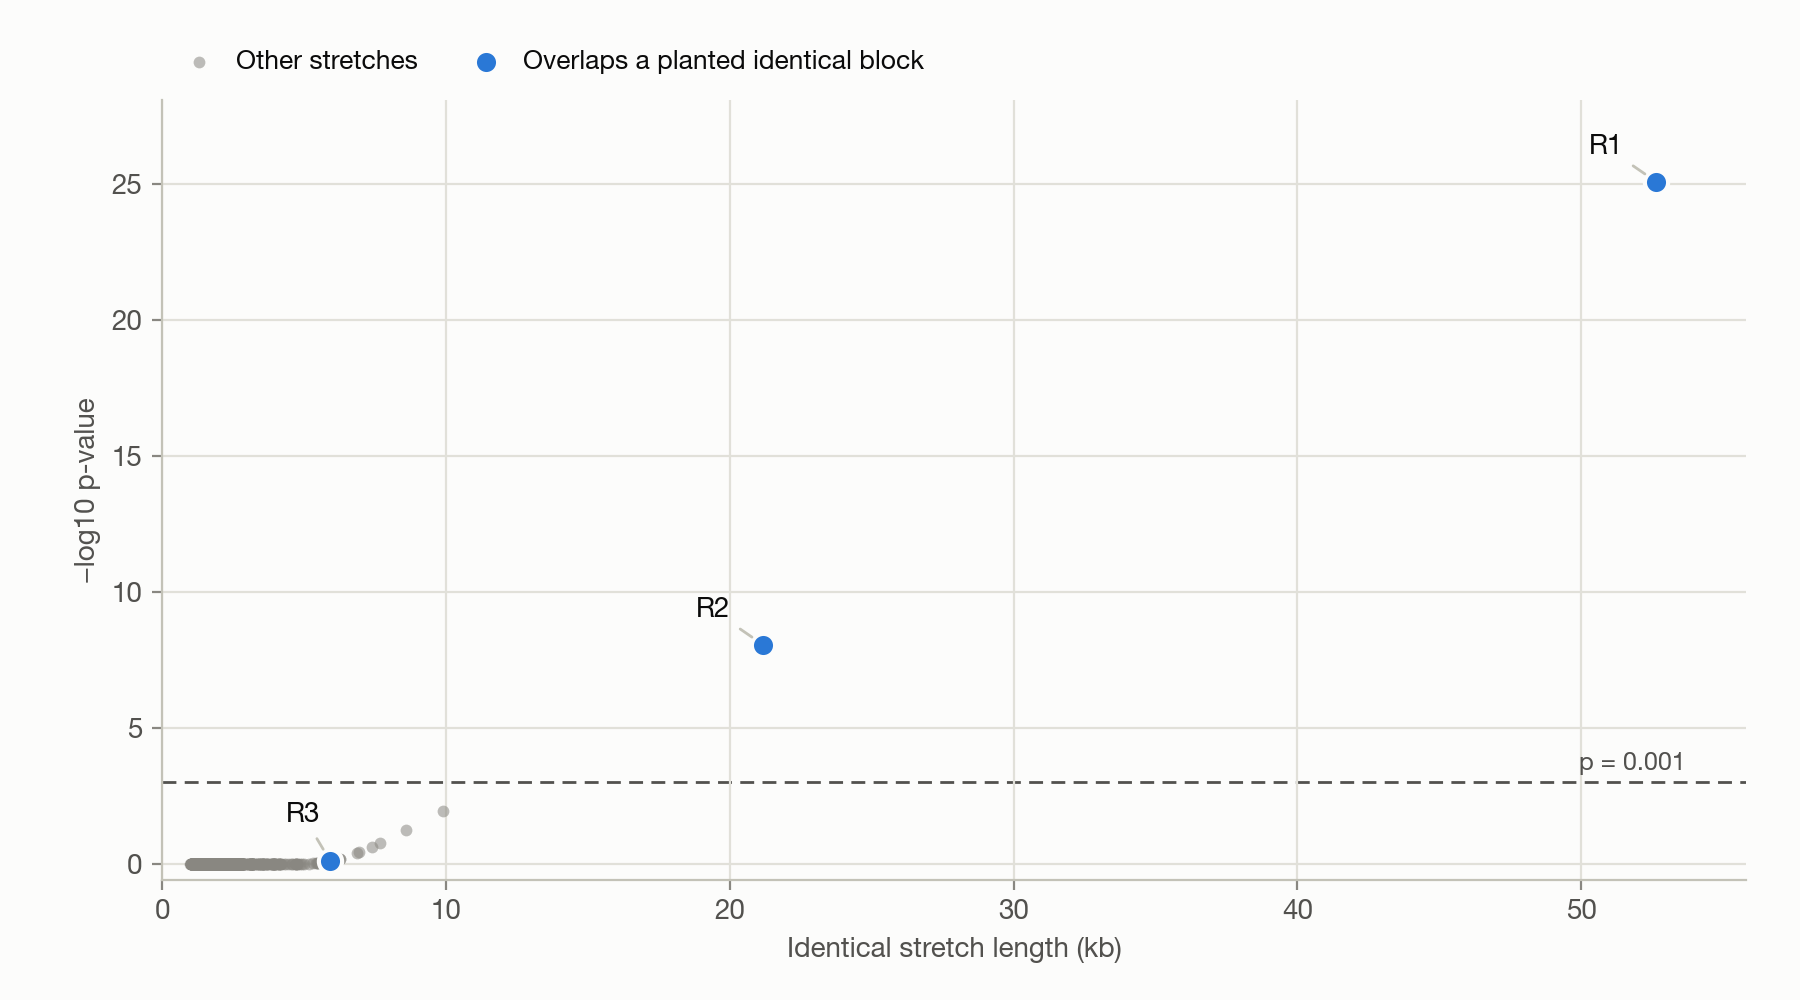 Other stretches
Overlaps a planted identical block
R1
25
20
15
10
5
0
−log10 p-value
R2
p = 0.001
R3
0
10
20
30
40
50
Identical stretch length (kb)